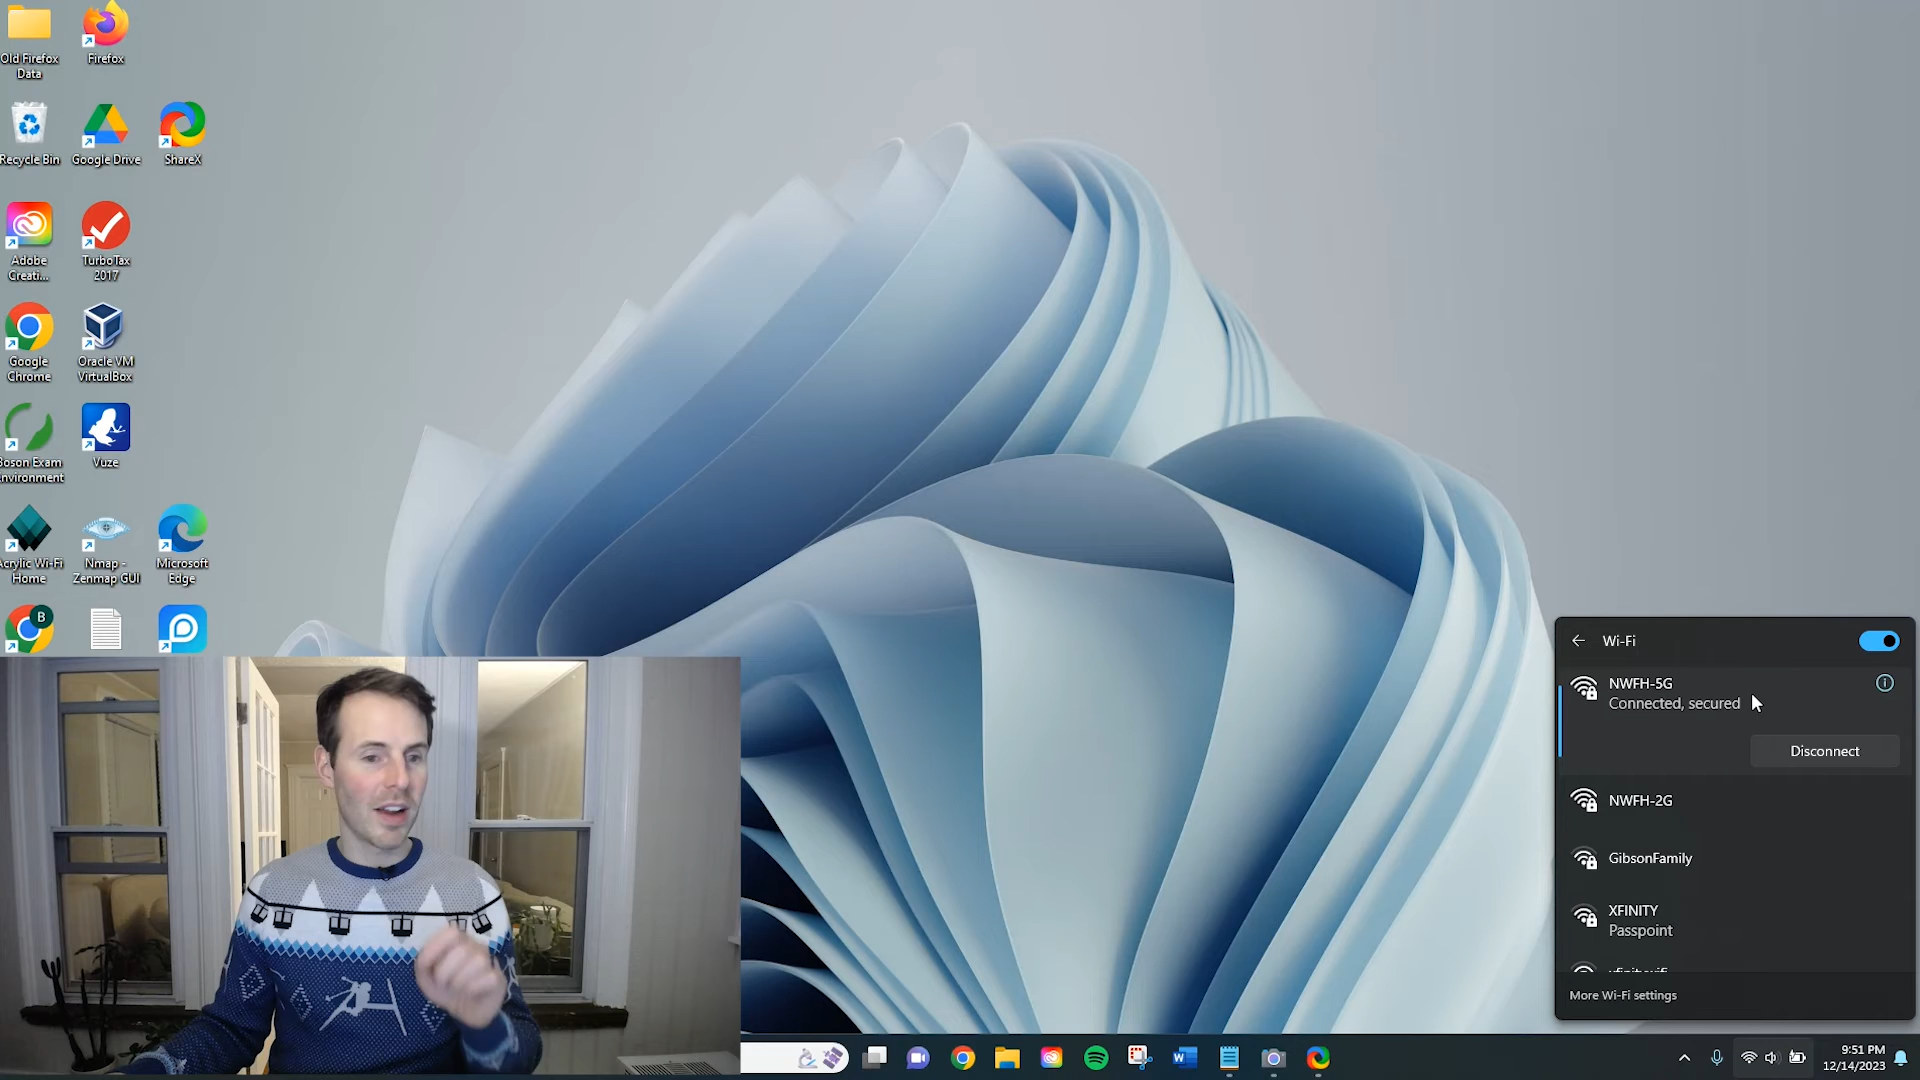 Old Firefox
Data
Firefox
Recycle Bin
Google Drive
ShareX
Adobe
Creati...
TurboTax
2017
Google
Chrome
Oracle VM
VirtualBox
Boson Exam
Environment
Vuze
Acrylic Wi-Fi
Home
Nmap -
Zenmap GUI
Microsoft
Edge
B
Wi-Fi
NWFH-5G
Connected, secured
Disconnect
NWFH-2G
GibsonFamily
XFINITY
Passpoint
More Wi-Fi settings
9:51 PM
12/14/2023